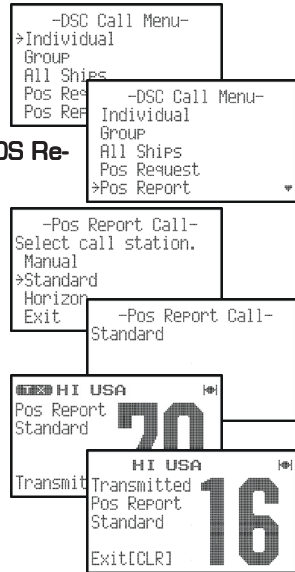 -DSC Call Menu-
→Individual
Group
All Ships
Pos Req
Pos Rep
-DSC Call Menu-
Individual
Group
All Ships
Pos Request
→Pos Report
OS Re-
-Pos Report Call-
Select call station.
Manual
→Standard
Horizon
Exit
-Pos Report Call-
Standard
TX HI USA
Pos Report
Standard
70
Transmit
HI USA
Transmitted
Pos Report
Standard
16
Exit[CLR]